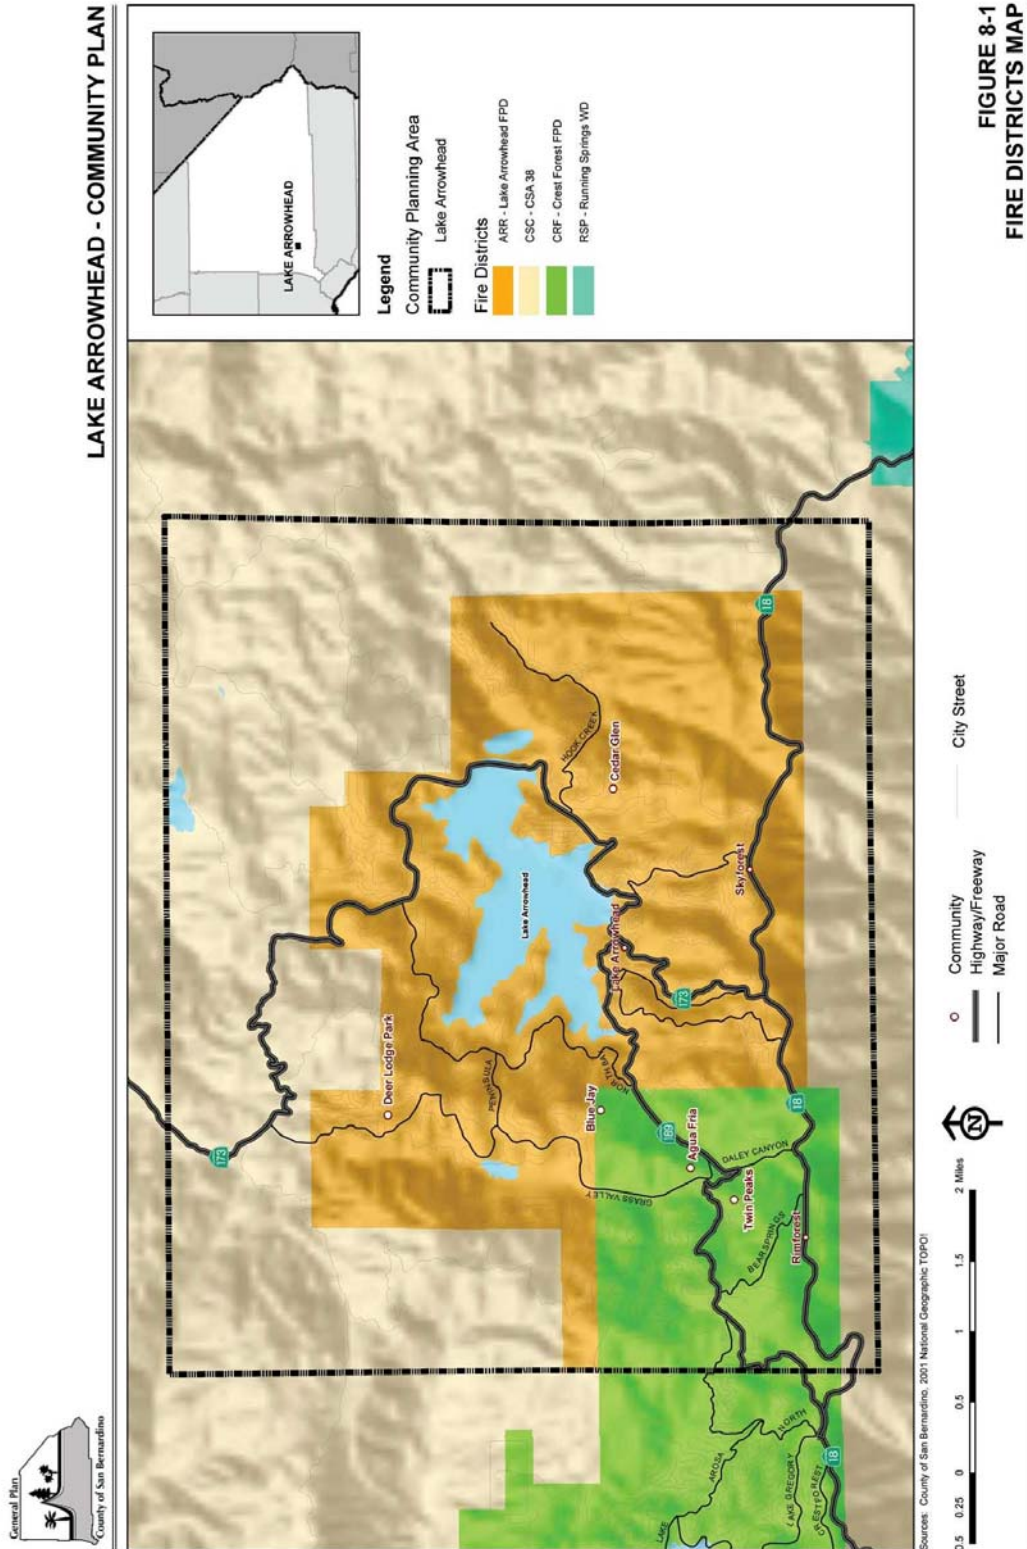 General Plan
County of San Bernardino
LAKE ARROWHEAD - COMMUNITY PLAN
LAKE ARROWHEAD
Legend
Community Planning Area
Lake Arrowhead
Fire Districts
ARR - Lake Arrowhead FPD
CSC - CSA 38
CRF - Crest Forest FPD
RSP - Running Springs WD
173
Deer Lodge Park
PENINSULA
Lake Arrowhead
HOOK CREEK
Cedar Glen
NORTH BAY
Blue Jay
Lake Arrowhead
GRASS VALLEY
189
Agua Fria
173
Skyforest
18
DALEY CANYON
Twin Peaks
BEAR SPRINGS
Rimforest
18
LAKE
AROSA
NORTH
LAKE GREGORY
CRESTFOREST
18
Sources: County of San Bernardino, 2001 National Geographic TOPO!
0.5 0.25 0 0.5 1 1.5 2 Miles
N
Community
Highway/Freeway
Major Road
City Street
FIGURE 8-1
FIRE DISTRICTS MAP